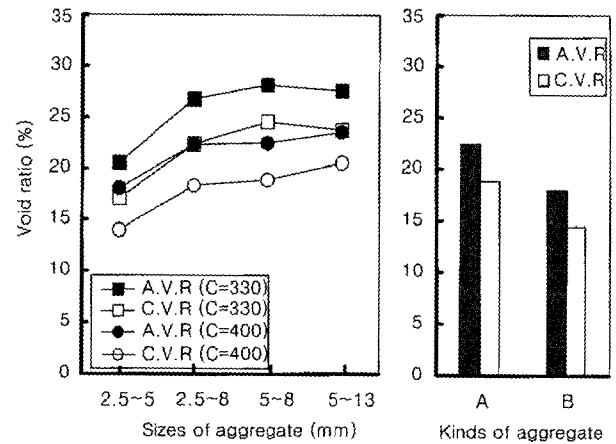 Void ratio (%)
35
30
25
20
15
10
5
0
A.V.R (C=330)
C.V.R (C=330)
A.V.R (C=400)
C.V.R (C=400)
2.5~5 2.5~8 5~8 5~13
Sizes of aggregate (mm)
35
30
25
20
15
10
5
0
A.V.R
C.V.R
A B
Kinds of aggregate